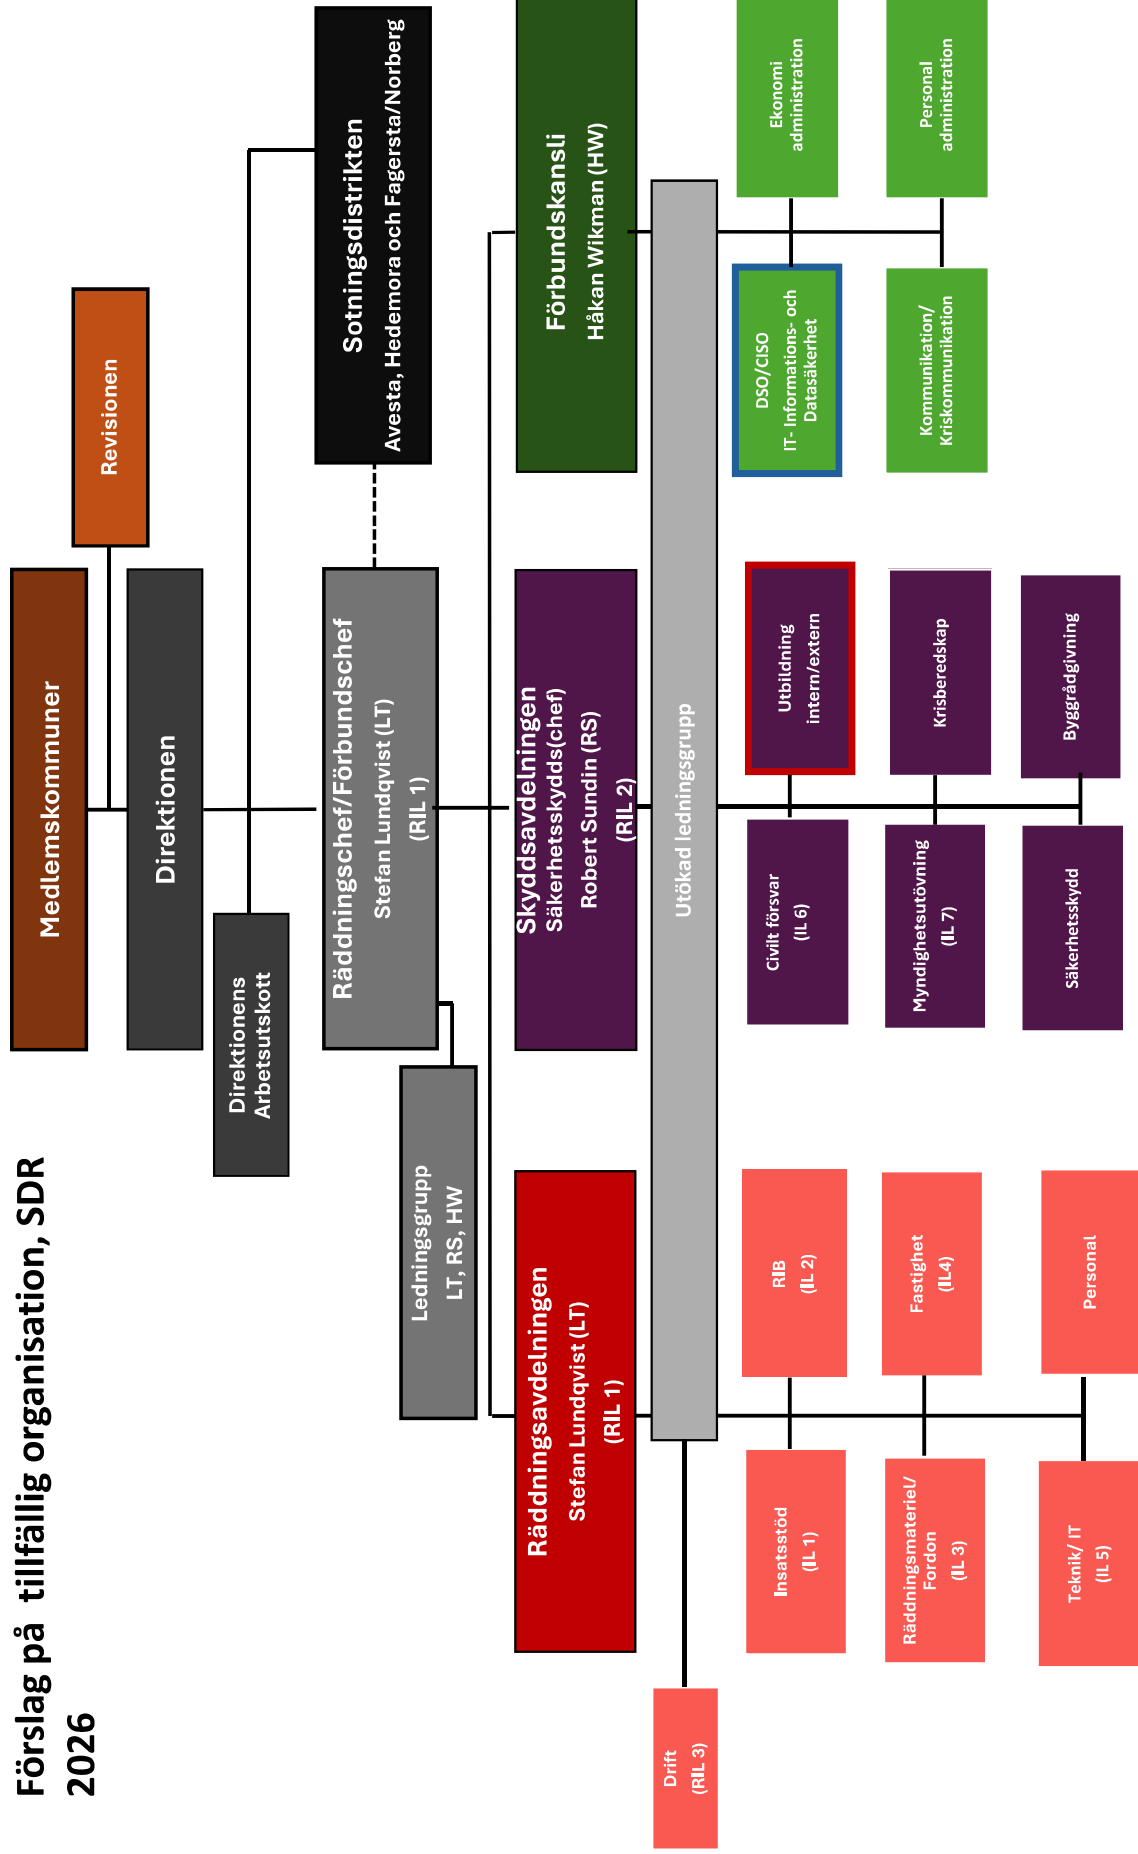 Förslag på tillfällig organisation, SDR
2026
Medlemskommuner
Revisionen
Direktionen
Direktionens
Arbetsutskott
Sotningsdistrikten
Avesta, Hedemora och Fagersta/Norberg
Räddningschef/Förbundschef
Stefan Lundqvist (LT)
(RIL 1)
Ledningsgrupp
LT, RS, HW
Räddningsavdelningen
Stefan Lundqvist (LT)
(RIL 1)
Skyddsavdelningen
Säkerhetsskydds(chef)
Robert Sundin (RS)
(RIL 2)
Förbundskansli
Håkan Wikman (HW)
Utökad ledningsgrupp
Drift
(RIL 3)
Insatsstöd
(IL 1)
RIB
(IL 2)
Civilt försvar
(IL 6)
Utbildning
intern/extern
DSO/CISO
IT- Informations- och
Datasäkerhet
Ekonomi
administration
Räddningsmateriel/
Fordon
(IL 3)
Fastighet
(IL4)
Myndighetsutövning
(IL 7)
Krisberedskap
Kommunikation/
Kriskommunikation
Personal
administration
Teknik/ IT
(IL 5)
Personal
Säkerhetsskydd
Byggrådgivning